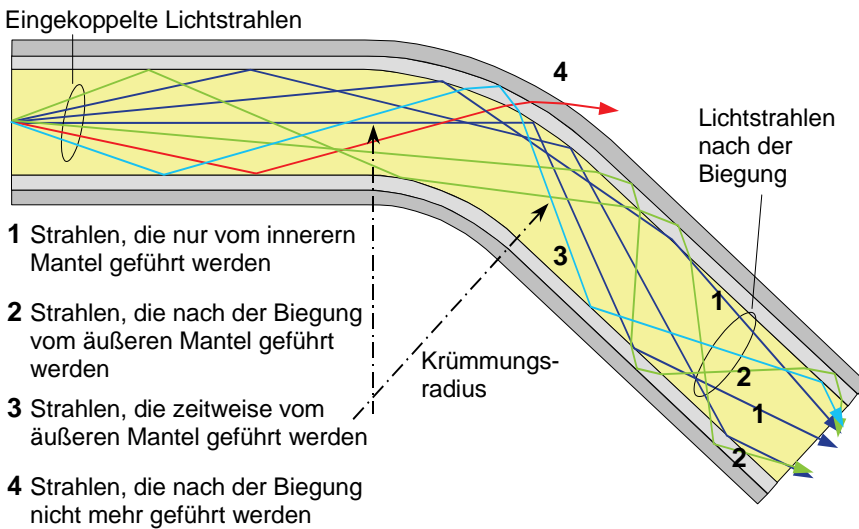 Eingekoppelte Lichtstrahlen
4
Lichtstrahlen
nach der
Biegung
1 Strahlen, die nur vom innerern
Mantel geführt werden
3
1
2 Strahlen, die nach der Biegung
vom äußeren Mantel geführt
werden
Krümmungs-
radius
2
1
3 Strahlen, die zeitweise vom
äußeren Mantel geführt werden
2
4 Strahlen, die nach der Biegung
nicht mehr geführt werden